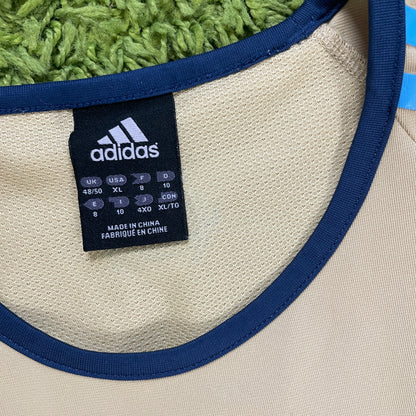 adidas
UK USA F D
48/50 XL 8 10
E I J CDN
8 10 4XO XL/TG
MADE IN CHINA
FABRIQUÉ EN CHINE